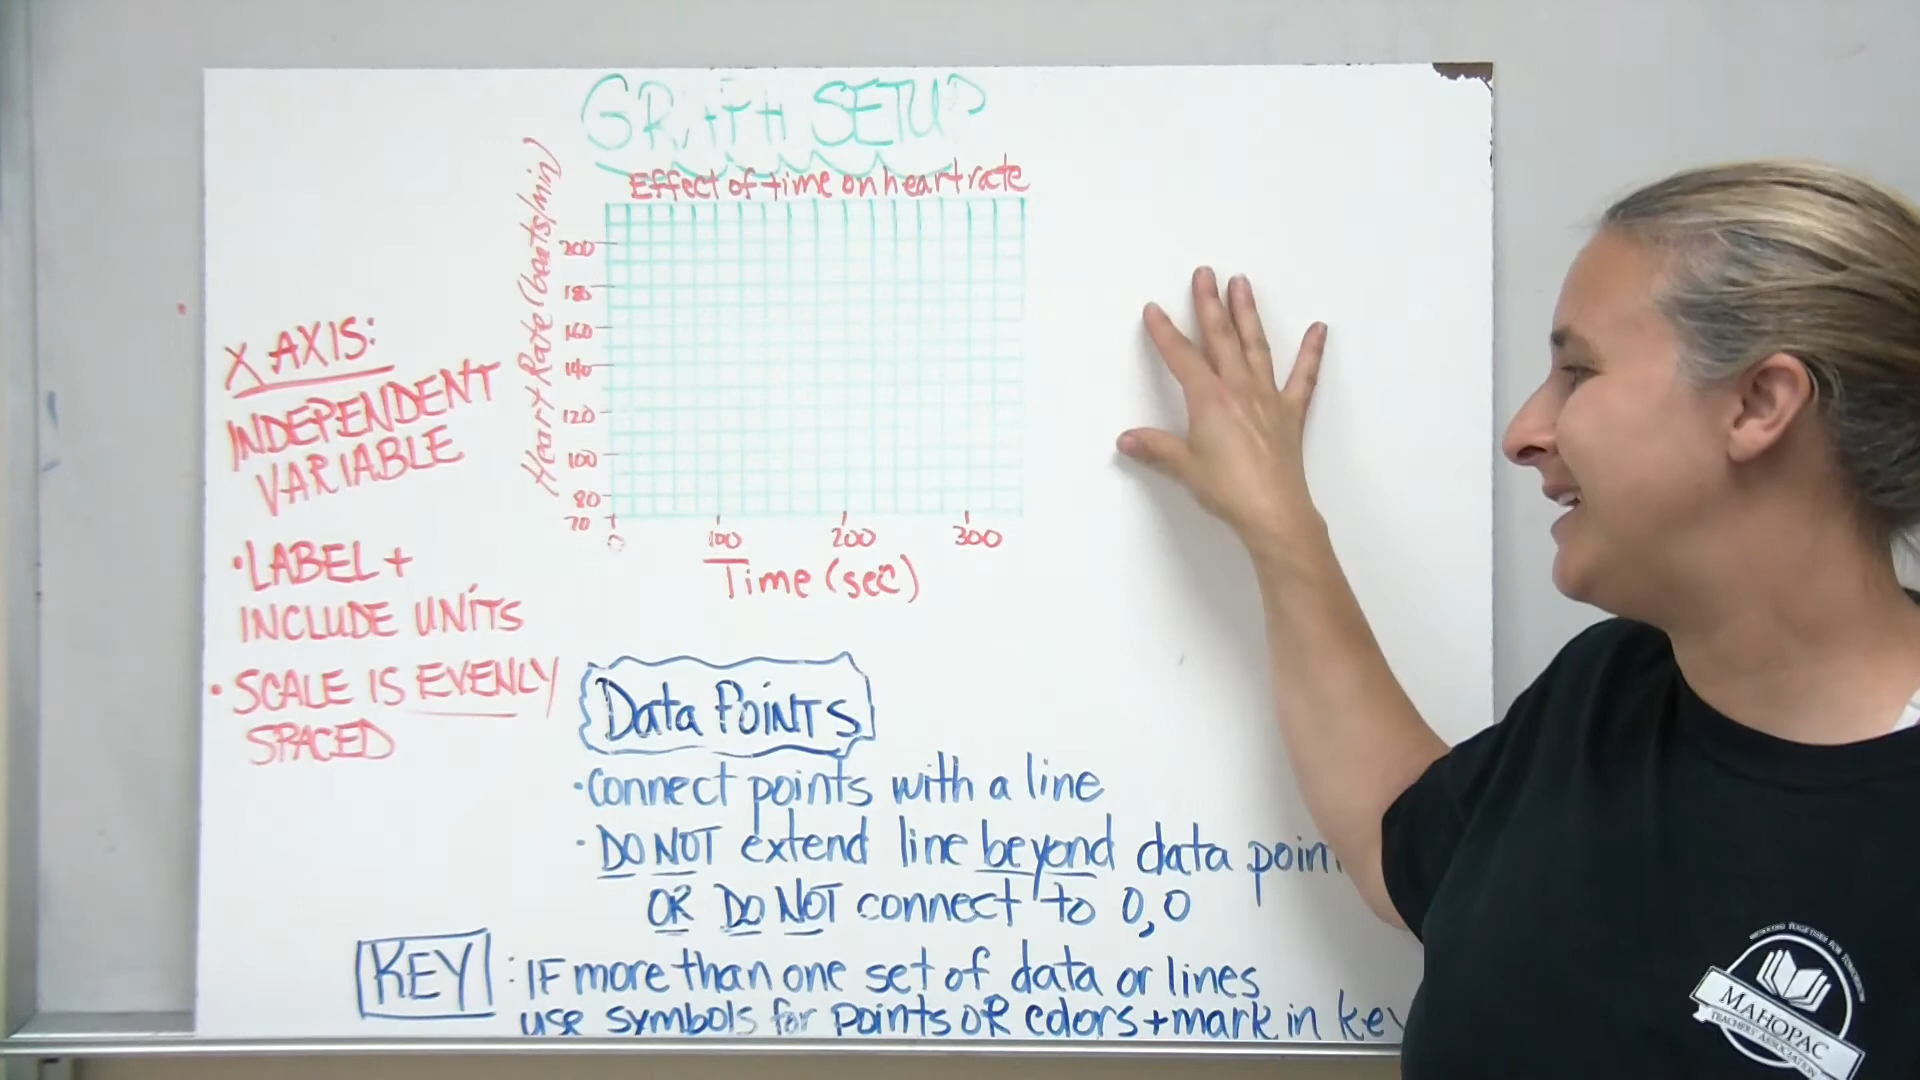 GRAPH SETUP
Effect of time on heart rate
Heart Rate (beats/min)
200
180
160
140
120
100
80
70
0
100
200
300
Time (sec)
X AXIS:
INDEPENDENT
VARIABLE
• LABEL +
INCLUDE UNITS
• SCALE IS EVENLY
SPACED
Data POINTS
• connect points with a line
• DO NOT extend line beyond data poin
OR DO NOT connect to 0,0
KEY : IF more than one set of data or lines
use symbols for points OR colors + mark in key
MAHOPAC
TEACHERS' ASSOCIATION